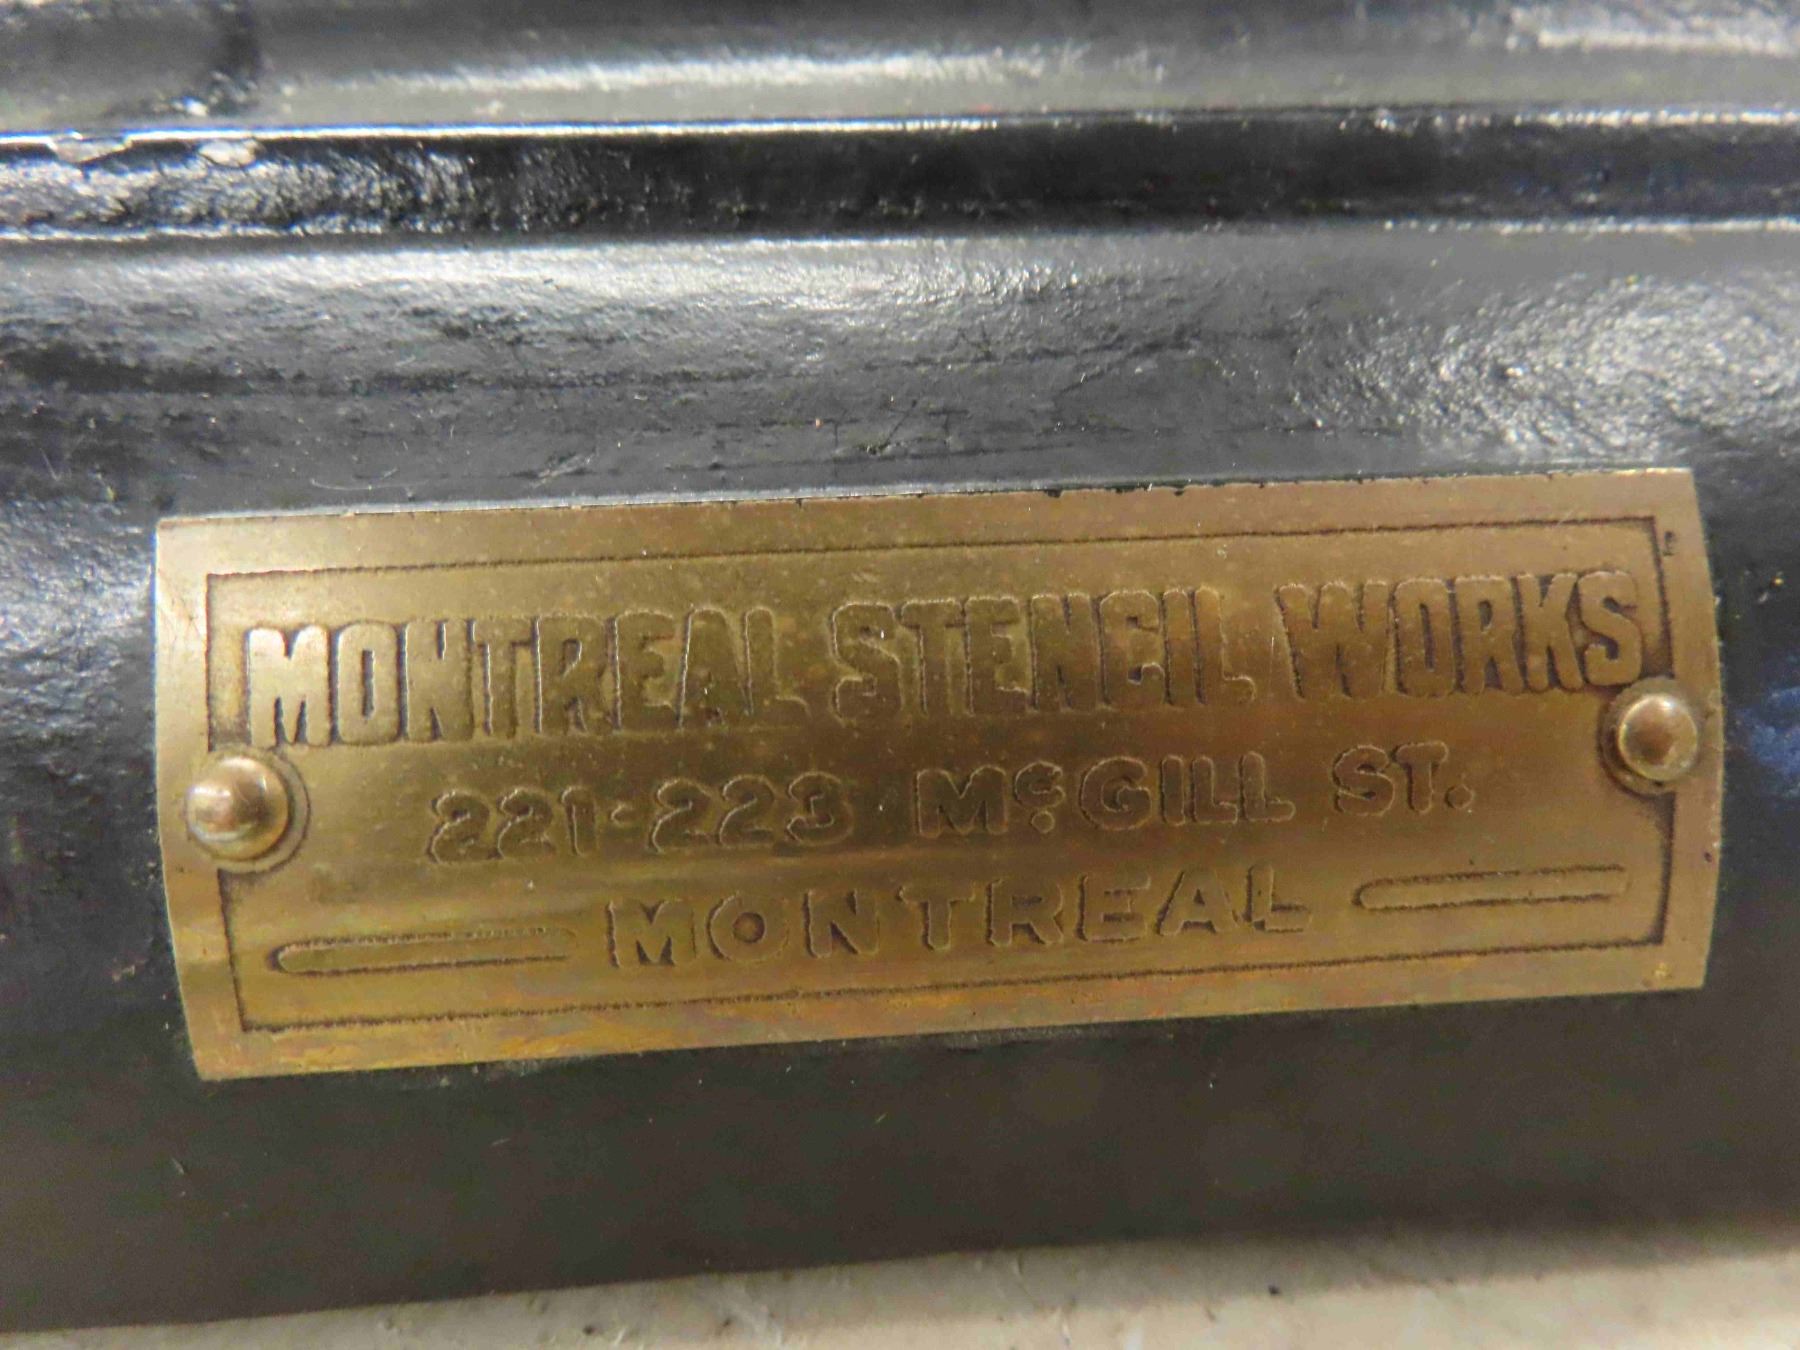 MONTREAL STENCIL WORKS
221-223 McGILL ST.
MONTREAL